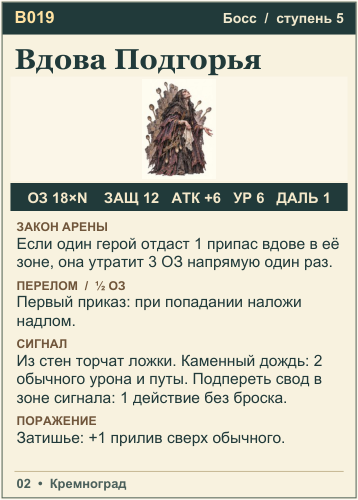 B019
Босс / ступень 5
Вдова Подгорья
ОЗ 18×N ЗАЩ 12 АТК +6 УР 6 ДАЛЬ 1
ЗАКОН АРЕНЫ
Если один герой отдаст 1 припас вдове в её
зоне, она утратит 3 ОЗ напрямую один раз.
ПЕРЕЛОМ / ½ ОЗ
Первый приказ: при попадании наложи
надлом.
СИГНАЛ
Из стен торчат ложки. Каменный дождь: 2
обычного урона и путы. Подпереть свод в
зоне сигнала: 1 действие без броска.
ПОРАЖЕНИЕ
Затишье: +1 прилив сверх обычного.
02 • Кремноград